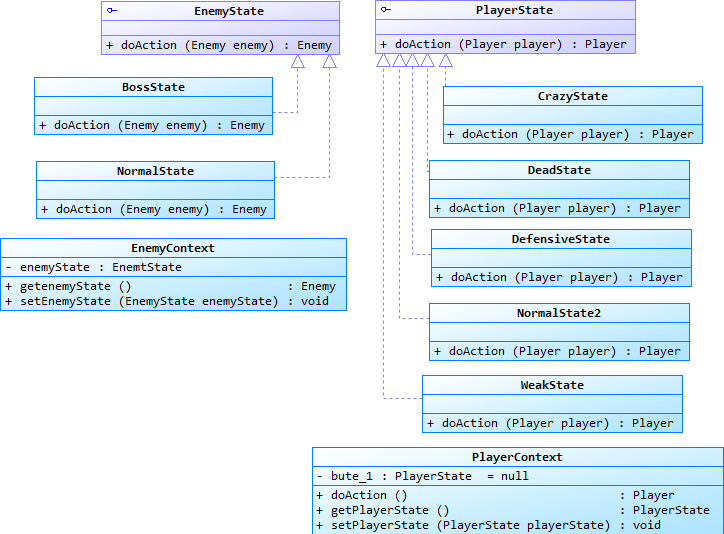 EnemyState
+ doAction (Enemy enemy) : Enemy
PlayerState
+ doAction (Player player) : Player
BossState
+ doAction (Enemy enemy) : Enemy
NormalState
+ doAction (Enemy enemy) : Enemy
EnemyContext
- enemyState : EnemtState
+ getenemyState () : Enemy
+ setEnemyState (EnemyState enemyState) : void
CrazyState
+ doAction (Player player) : Player
DeadState
+ doAction (Player player) : Player
DefensiveState
+ doAction (Player player) : Player
NormalState2
+ doAction (Player player) : Player
WeakState
+ doAction (Player player) : Player
PlayerContext
- bute_1 : PlayerState = null
+ doAction () : Player
+ getPlayerState () : PlayerState
+ setPlayerState (PlayerState playerState) : void